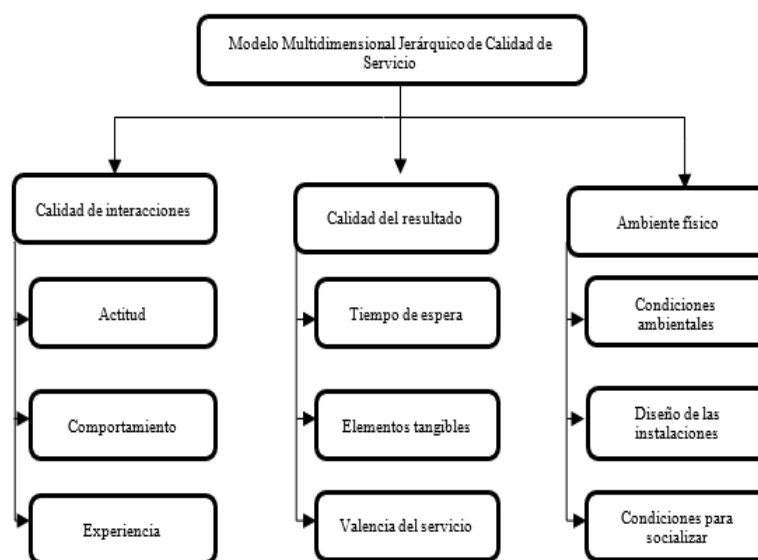 Modelo Multidimensional Jerárquico de Calidad de
Servicio
Calidad de interacciones
Actitud
Comportamiento
Experiencia
Calidad del resultado
Tiempo de espera
Elementos tangibles
Valencia del servicio
Ambiente físico
Condiciones
ambientales
Diseño de las
instalaciones
Condiciones para
socializar